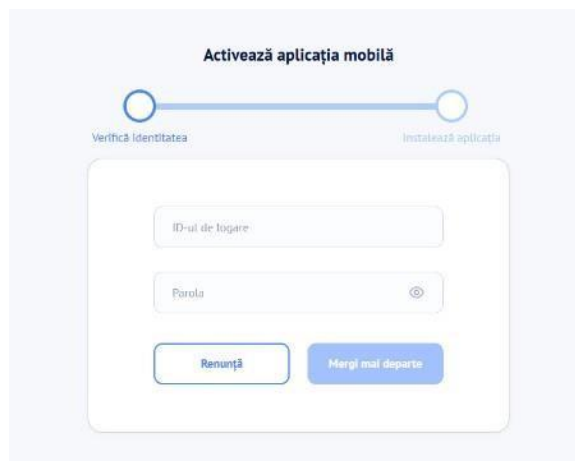 Activează aplicația mobilă
Verifică identitatea
Instalează aplicația
ID-ul de logare
Parola
Renunță
Mergi mai departe